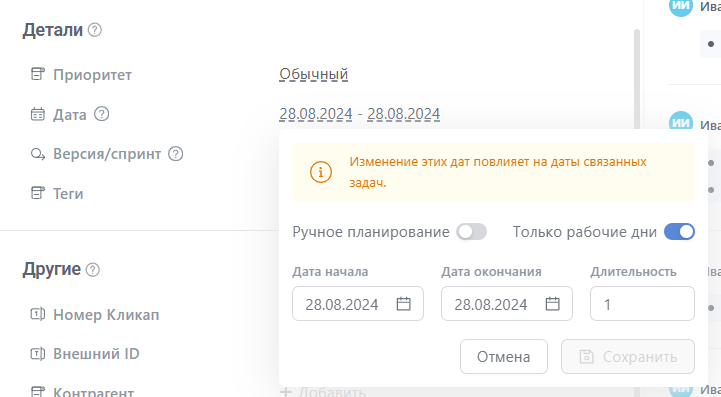 Детали
Приоритет
Обычный
Дата
28.08.2024 - 28.08.2024
Версия/спринт
Теги
Изменение этих дат повлияет на даты связанных
задач.
Ручное планирование
Только рабочие дни
Дата начала
Дата окончания
Длительность
28.08.2024
28.08.2024
1
Отмена
Сохранить
Другие
Номер Кликап
Внешний ID
Контрагент
Добавить
ИИ
Ива
ИИ
Ива
ИИ
Ива